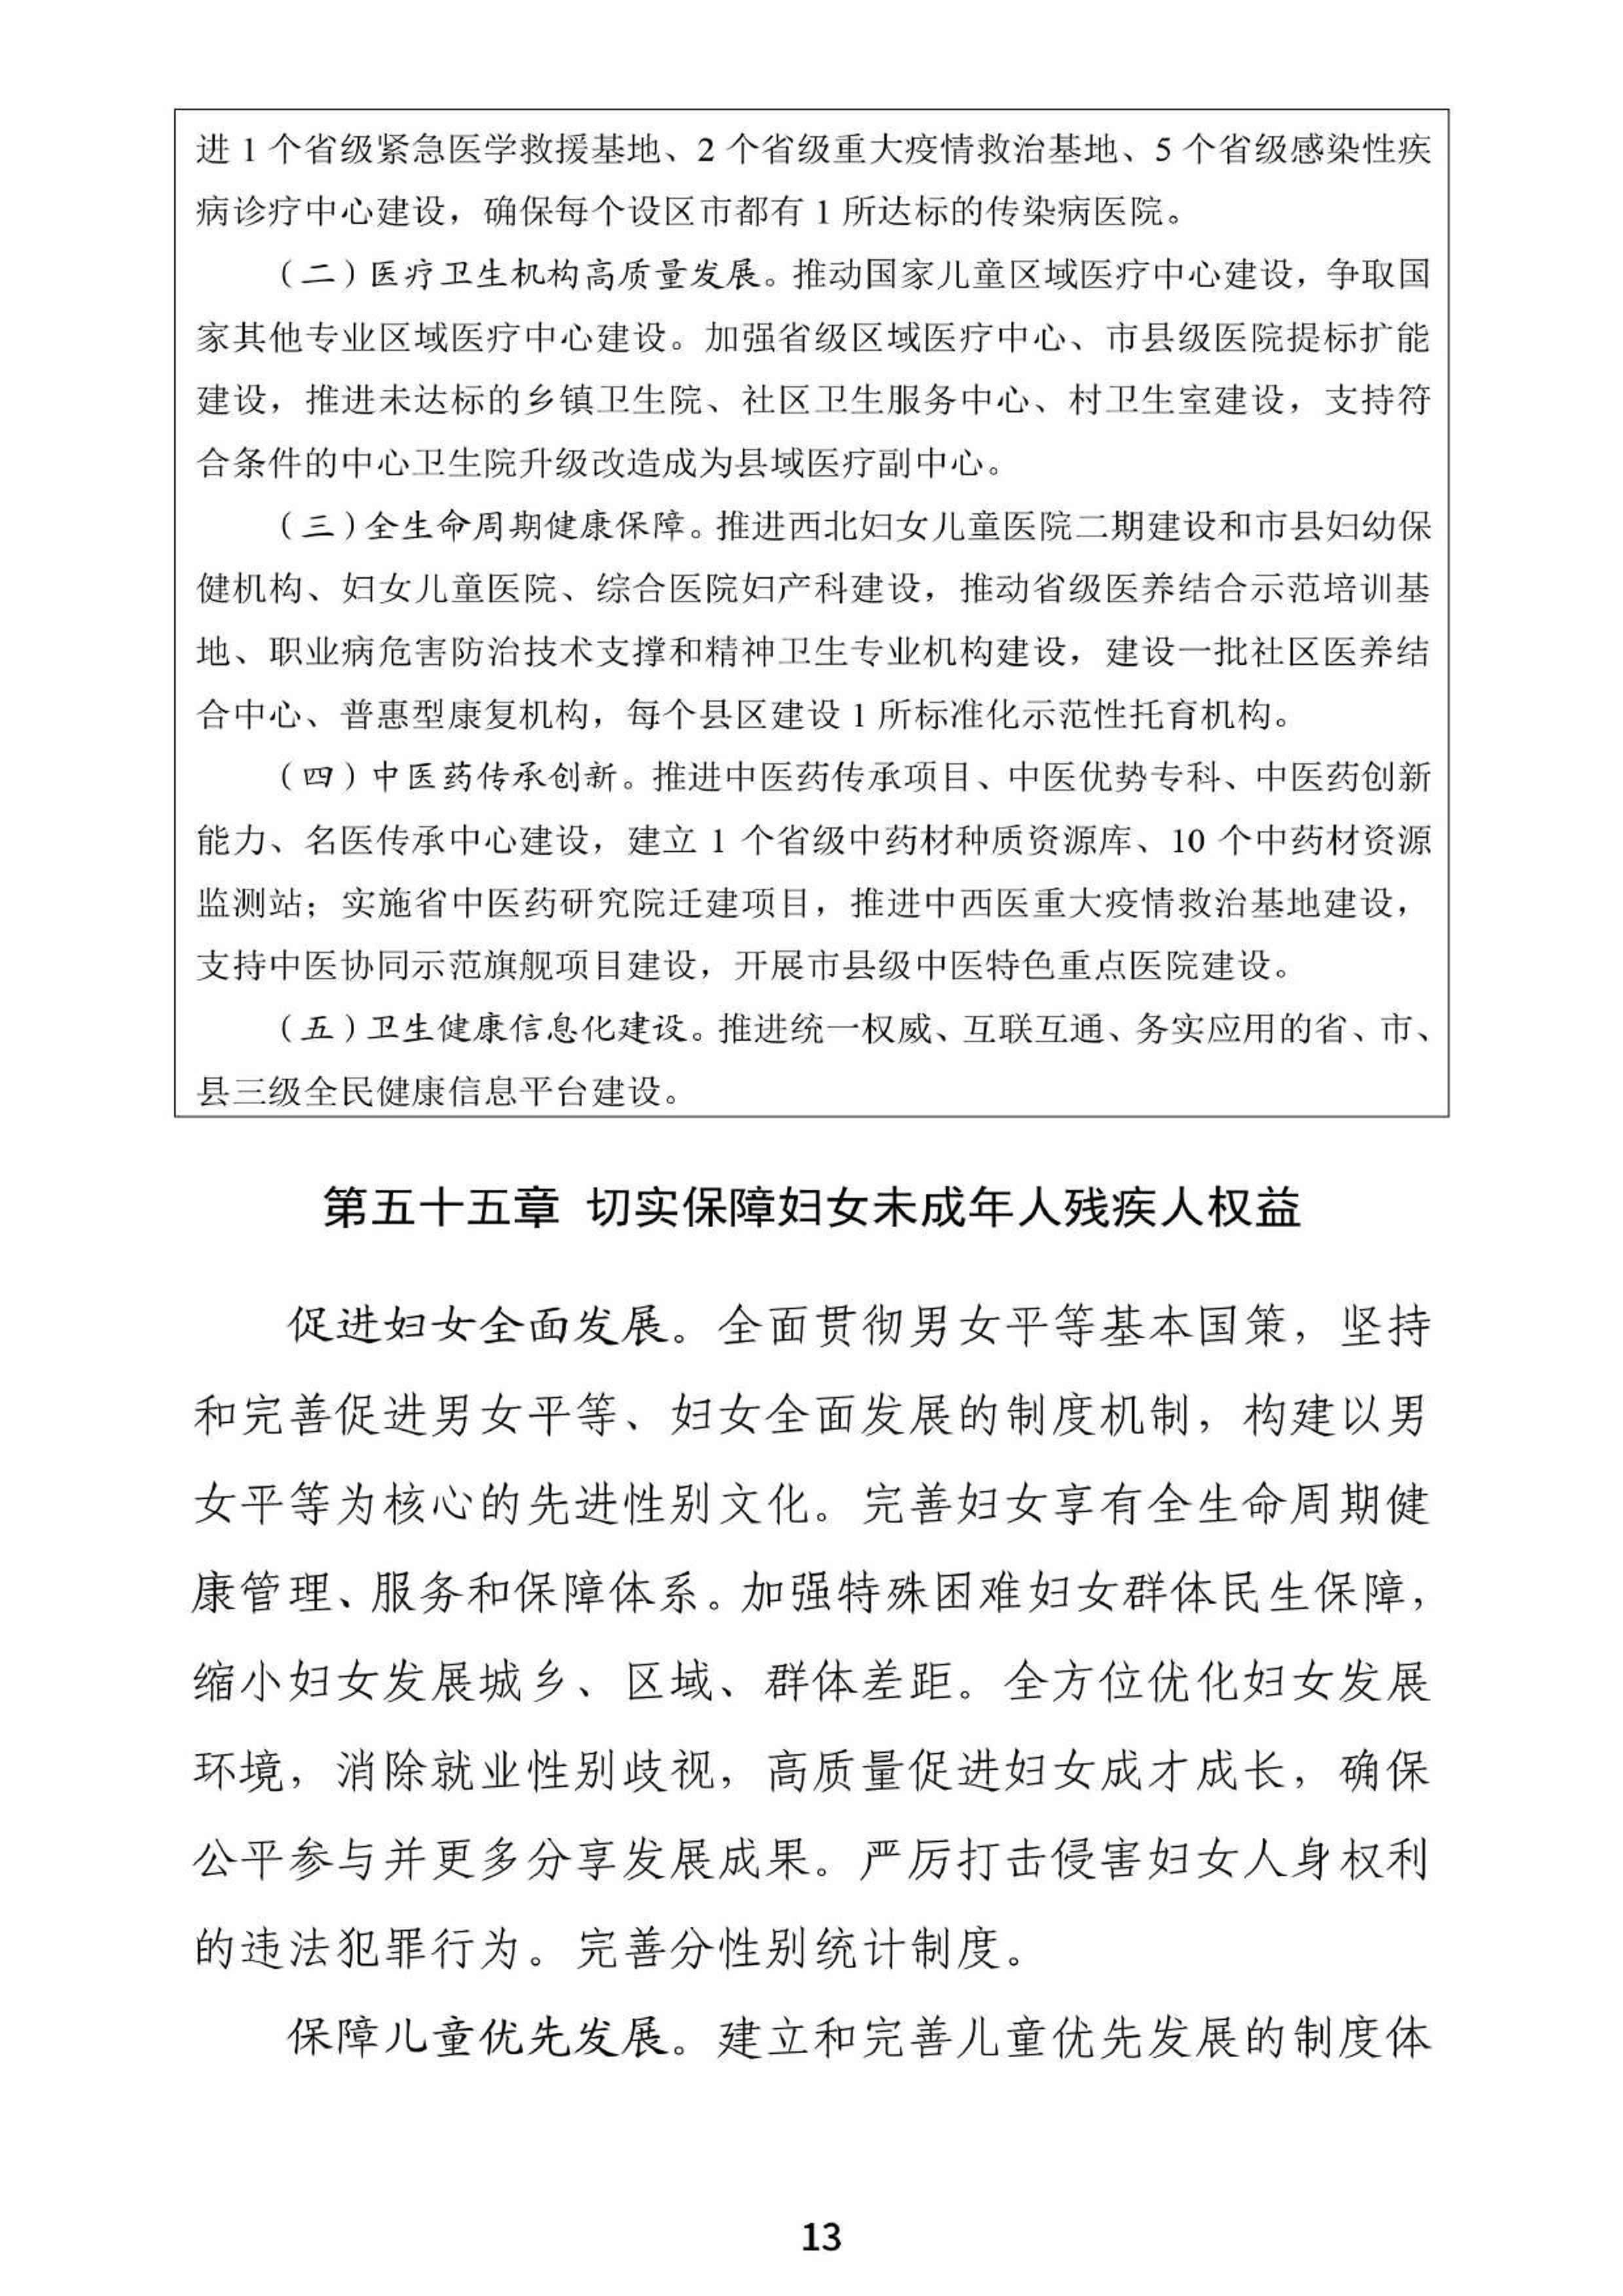 进 1 个省级紧急医学救援基地、2 个省级重大疫情救治基地、5 个省级感染性疾
病诊疗中心建设，确保每个设区市都有 1 所达标的传染病医院。
（二）医疗卫生机构高质量发展。推动国家儿童区域医疗中心建设，争取国
家其他专业区域医疗中心建设。加强省级区域医疗中心、市县级医院提标扩能
建设，推进未达标的乡镇卫生院、社区卫生服务中心、村卫生室建设，支持符
合条件的中心卫生院升级改造成为县域医疗副中心。
（三）全生命周期健康保障。推进西北妇女儿童医院二期建设和市县妇幼保
健机构、妇女儿童医院、综合医院妇产科建设，推动省级医养结合示范培训基
地、职业病危害防治技术支撑和精神卫生专业机构建设，建设一批社区医养结
合中心、普惠型康复机构，每个县区建设 1 所标准化示范性托育机构。
（四）中医药传承创新。推进中医药传承项目、中医优势专科、中医药创新
能力、名医传承中心建设，建立 1 个省级中药材种质资源库、10 个中药材资源
监测站；实施省中医药研究院迁建项目，推进中西医重大疫情救治基地建设，
支持中医协同示范旗舰项目建设，开展市县级中医特色重点医院建设。
（五）卫生健康信息化建设。推进统一权威、互联互通、务实应用的省、市、
县三级全民健康信息平台建设。
第五十五章 切实保障妇女未成年人残疾人权益
促进妇女全面发展。全面贯彻男女平等基本国策，坚持
和完善促进男女平等、妇女全面发展的制度机制，构建以男
女平等为核心的先进性别文化。完善妇女享有全生命周期健
康管理、服务和保障体系。加强特殊困难妇女群体民生保障，
缩小妇女发展城乡、区域、群体差距。全方位优化妇女发展
环境，消除就业性别歧视，高质量促进妇女成才成长，确保
公平参与并更多分享发展成果。严厉打击侵害妇女人身权利
的违法犯罪行为。完善分性别统计制度。
保障儿童优先发展。建立和完善儿童优先发展的制度体
13